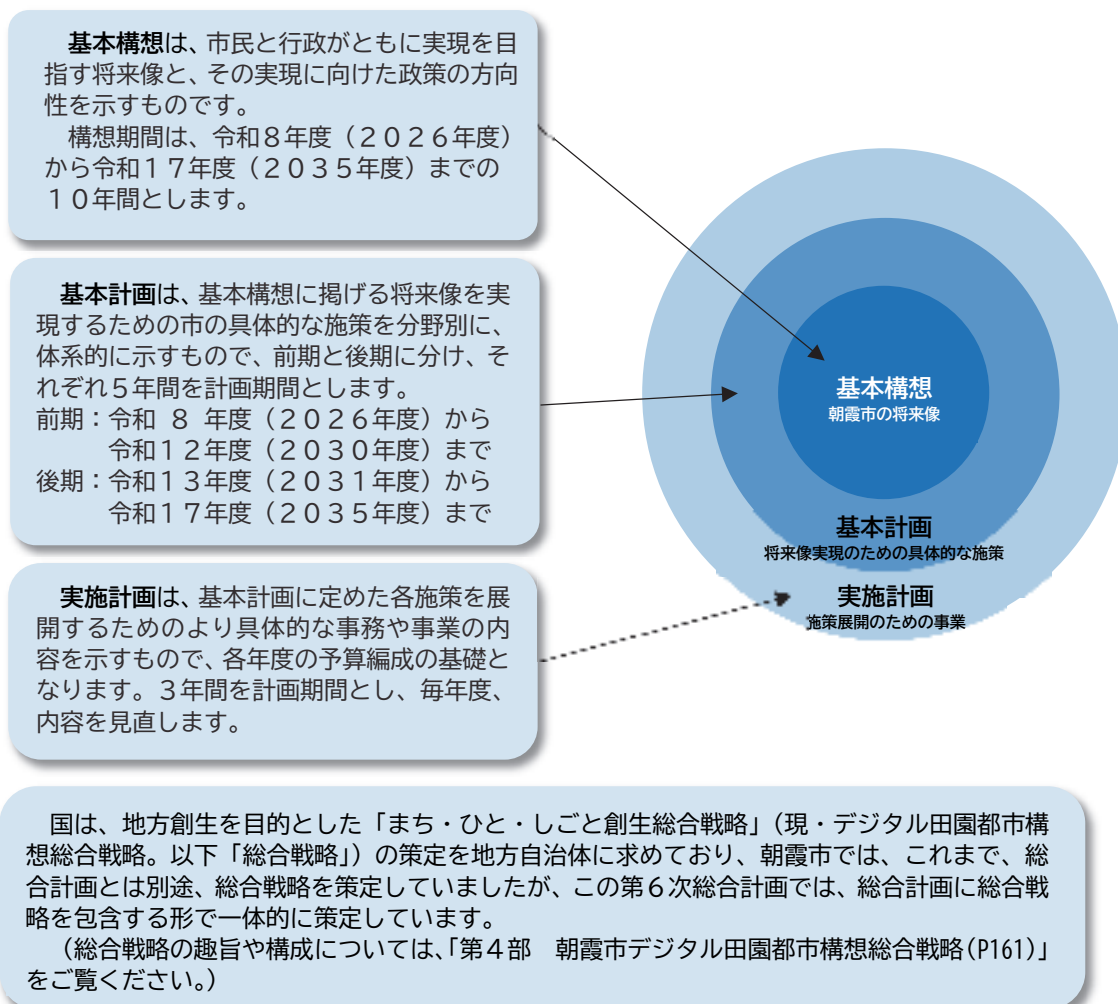 基本構想は、市民と行政がともに実現を目
指す将来像と、その実現に向けた政策の方向
性を示すものです。
構想期間は、令和８年度（２０２６年度）
から令和１７年度（２０３５年度）までの
１０年間とします。
基本計画は、基本構想に掲げる将来像を実
現するための市の具体的な施策を分野別に、
体系的に示すもので、前期と後期に分け、そ
れぞれ５年間を計画期間とします。
前期：令和 ８ 年度（２０２６年度）から
令和１２年度（２０３０年度）まで
後期：令和１３年度（２０３１年度）から
令和１７年度（２０３５年度）まで
実施計画は、基本計画に定めた各施策を展
開するためのより具体的な事務や事業の内
容を示すもので、各年度の予算編成の基礎と
なります。３年間を計画期間とし、毎年度、
内容を見直します。
基本構想
朝霞市の将来像
基本計画
将来像実現のための具体的な施策
実施計画
施策展開のための事業
国は、地方創生を目的とした「まち・ひと・しごと創生総合戦略」（現・デジタル田園都市構
想総合戦略。以下「総合戦略」）の策定を地方自治体に求めており、朝霞市では、これまで、総
合計画とは別途、総合戦略を策定していましたが、この第６次総合計画では、総合計画に総合戦
略を包含する形で一体的に策定しています。
（総合戦略の趣旨や構成については、「第４部　朝霞市デジタル田園都市構想総合戦略(P161)」
をご覧ください。）